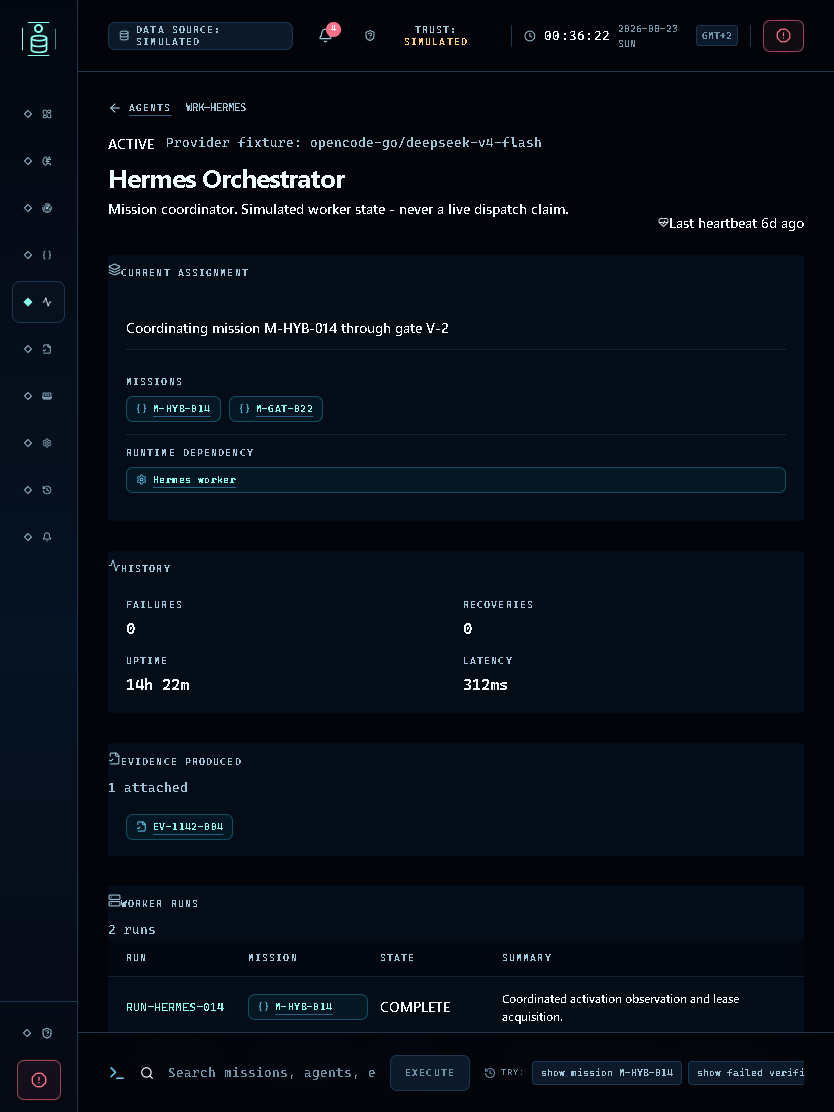 DATA SOURCE:
SIMULATED
4
TRUST:
SIMULATED
00:36:22
2026-08-23
SUN
GMT+2
AGENTS
WRK-HERMES
ACTIVE
Provider fixture: opencode-go/deepseek-v4-flash
Hermes Orchestrator
Mission coordinator. Simulated worker state - never a live dispatch claim.
Last heartbeat 6d ago
CURRENT ASSIGNMENT
Coordinating mission M-HYB-014 through gate V-2
MISSIONS
M-HYB-014
M-GAT-022
RUNTIME DEPENDENCY
Hermes worker
HISTORY
FAILURES
RECOVERIES
0
0
UPTIME
LATENCY
14h 22m
312ms
EVIDENCE PRODUCED
1 attached
EV-1142-004
WORKER RUNS
2 runs
RUN
MISSION
STATE
SUMMARY
RUN-HERMES-014
M-HYB-014
COMPLETE
Coordinated activation observation and lease
acquisition.
Search missions, agents, e
EXECUTE
TRY:
show mission M-HYB-014
show failed verifi